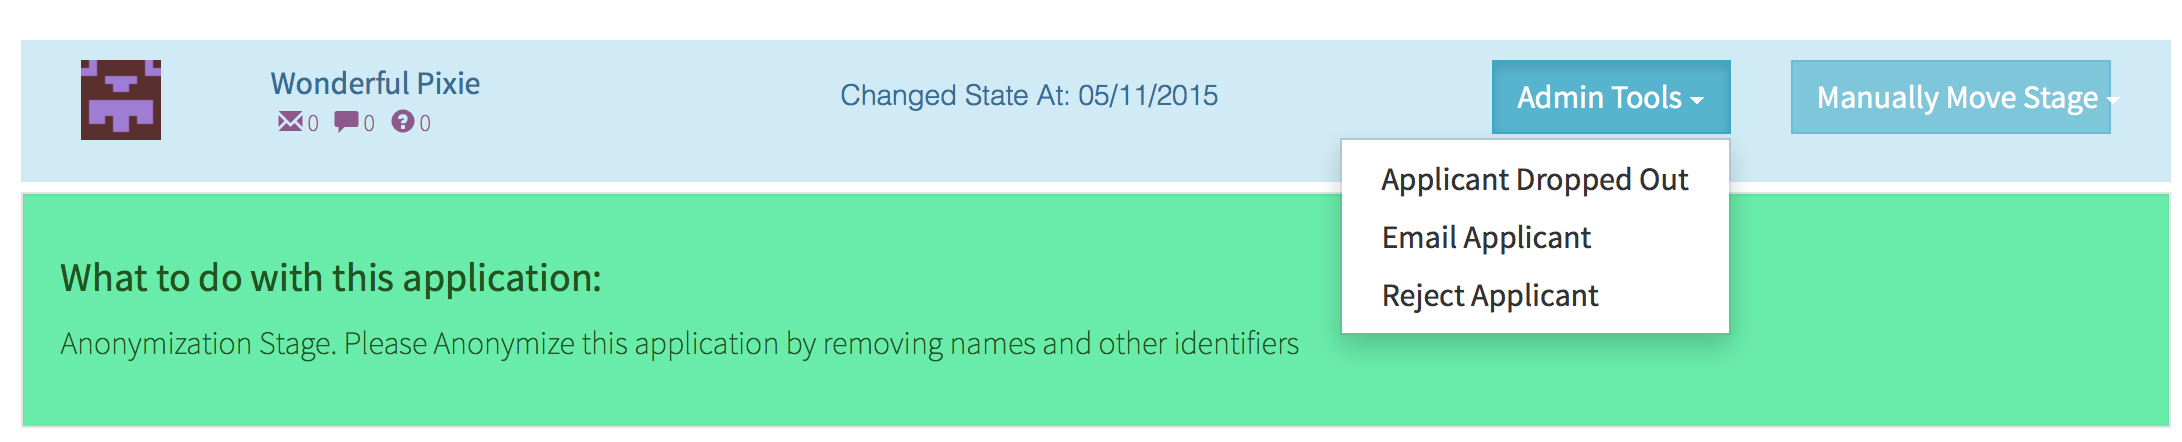 Wonderful Pixie
0 0 0
Changed State At: 05/11/2015
Admin Tools
Manually Move Stage
Applicant Dropped Out
Email Applicant
Reject Applicant
What to do with this application:
Anonymization Stage. Please Anonymize this application by removing names and other identifiers